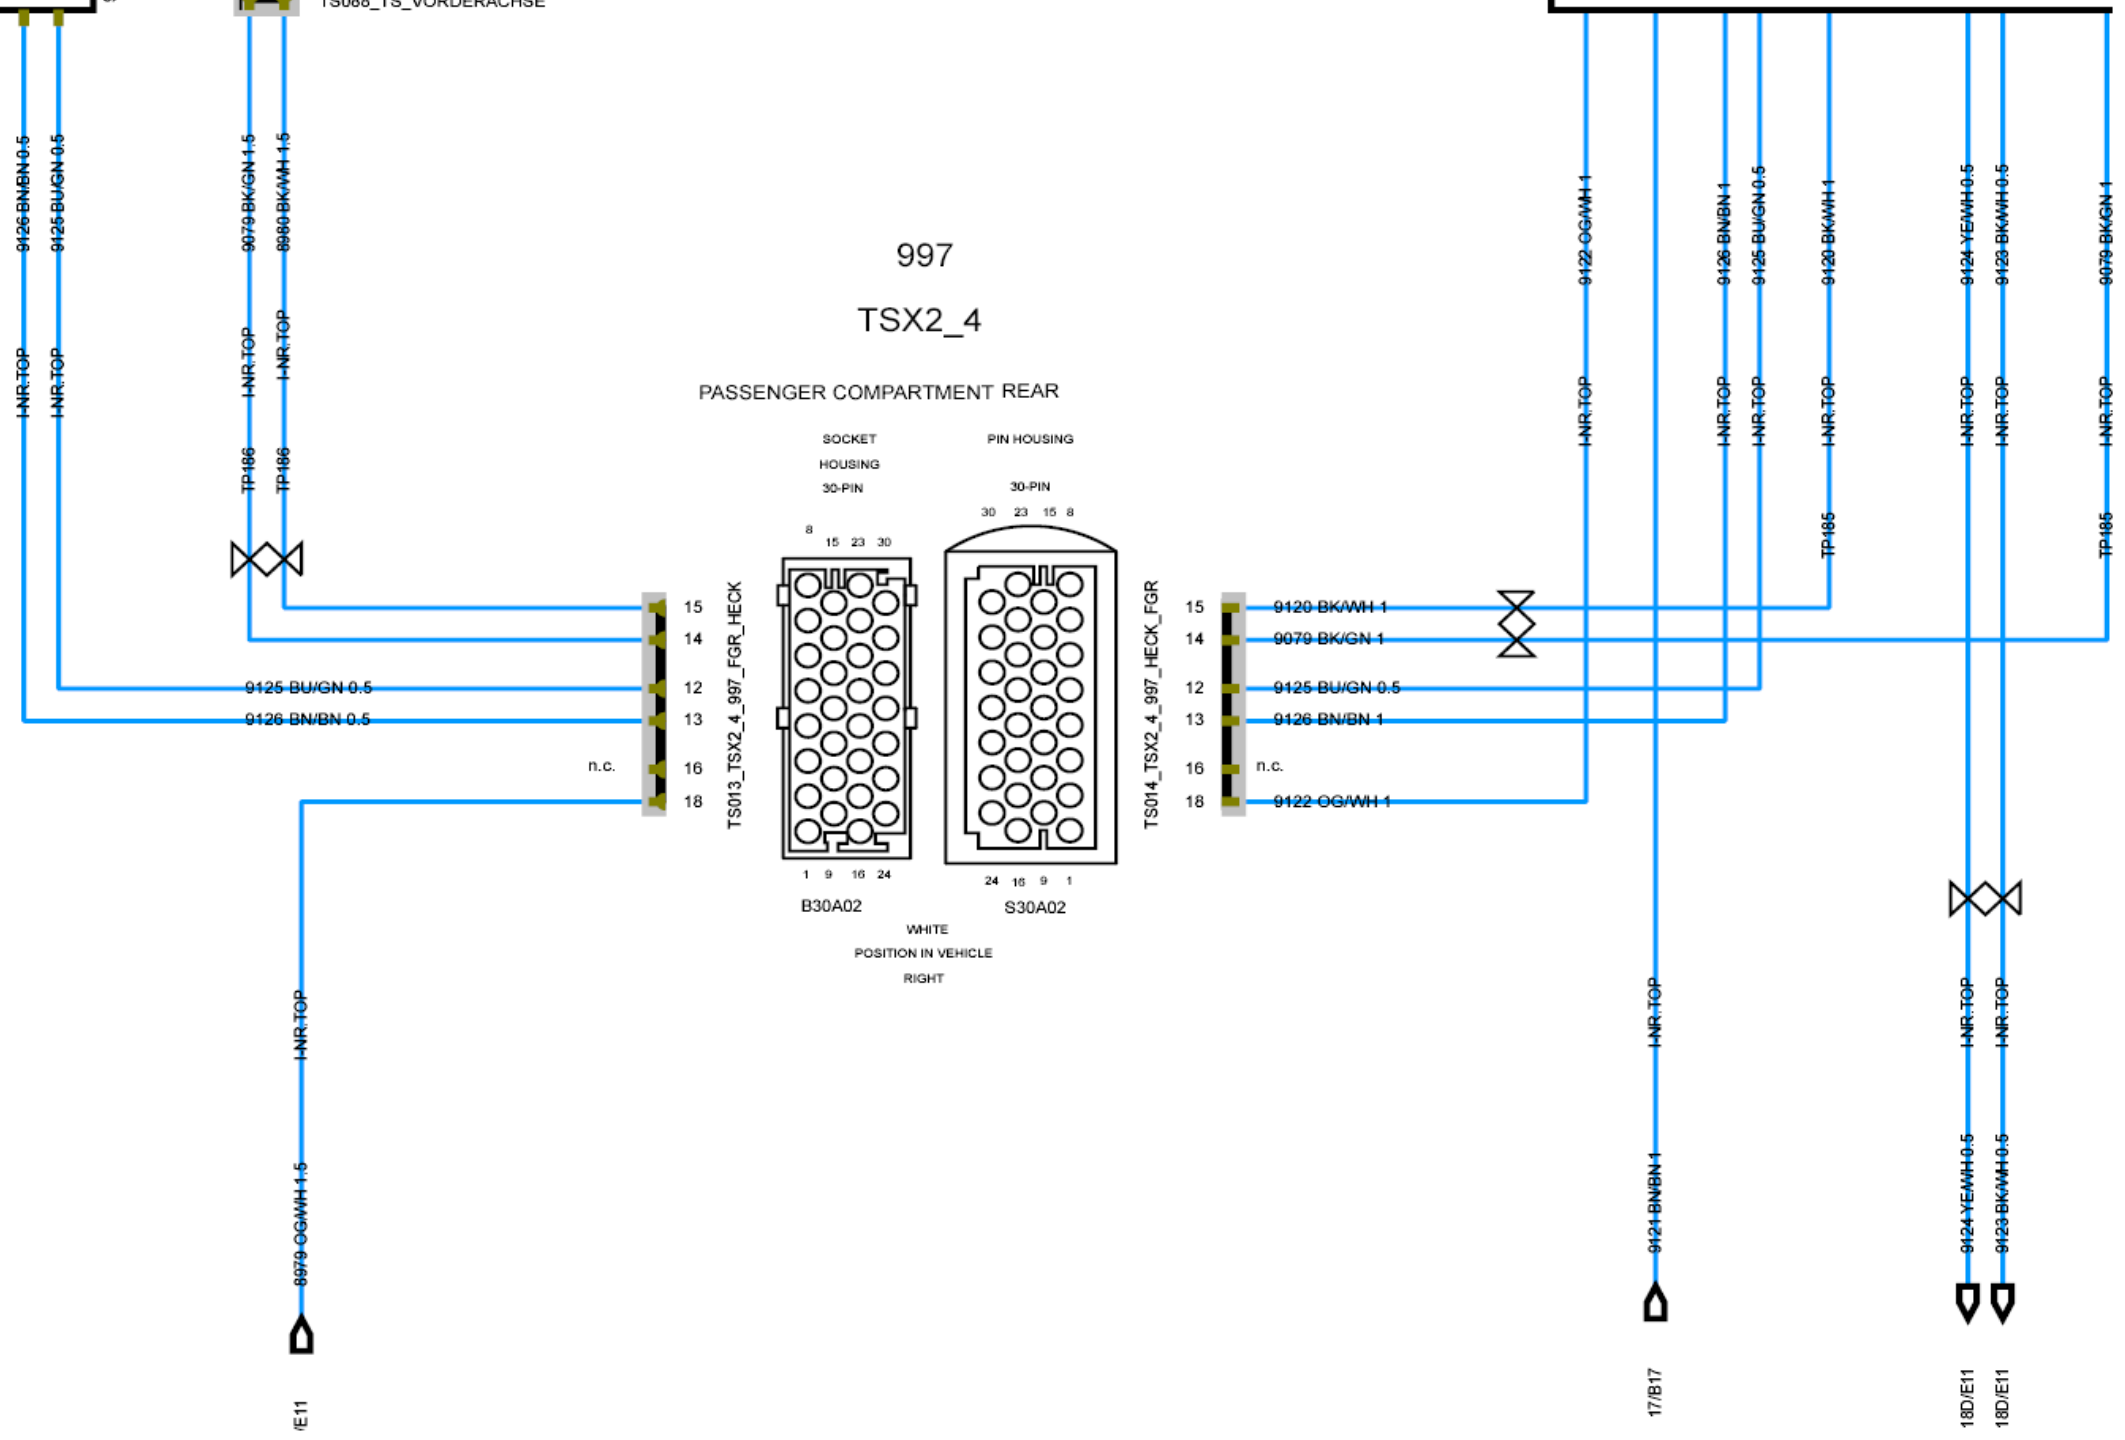 TS068_TS_VORDERACHSE
9126 BN/BN 0.5
9125 BU/GN 0.5
9079 BK/GN 1.5
8980 BK/WH 1.5
I-NR.TOP
I-NR.TOP
I-NR.TOP
I-NR.TOP
TP186
TP186
9122 OG/WH 1
9126 BN/BN 1
9125 BU/GN 0.5
9120 BK/WH 1
9124 YE/WH 0.5
9123 BK/WH 0.5
9079 BK/GN 1
I-NR.TOP
I-NR.TOP
I-NR.TOP
I-NR.TOP
I-NR.TOP
I-NR.TOP
I-NR.TOP
TP185
TP185
997
TSX2_4
PASSENGER COMPARTMENT REAR
SOCKET
HOUSING
30-PIN
8
15 23 30
PIN HOUSING
30-PIN
30 23 15 8
15
14
9125 BU/GN 0.5 12
9126 BN/BN 0.5 13
n.c. 16
18
TS013_TSX2_4_997_FGR_HECK
TS014_TSX2_4_997_HECK_FGR
15 9120 BK/WH 1
14 9079 BK/GN 1
12 9125 BU/GN 0.5
13 9126 BN/BN 1
16 n.c.
18 9122 OG/WH 1
1 9 16 24
B30A02
24 16 9 1
S30A02
WHITE
POSITION IN VEHICLE
RIGHT
I-NR.TOP
8979 OG/WH 1.5
/E11
I-NR.TOP
I-NR.TOP
I-NR.TOP
9121 BN/BN 1
9124 YE/WH 0.5
9123 BK/WH 0.5
17/B17
18D/E11
18D/E11